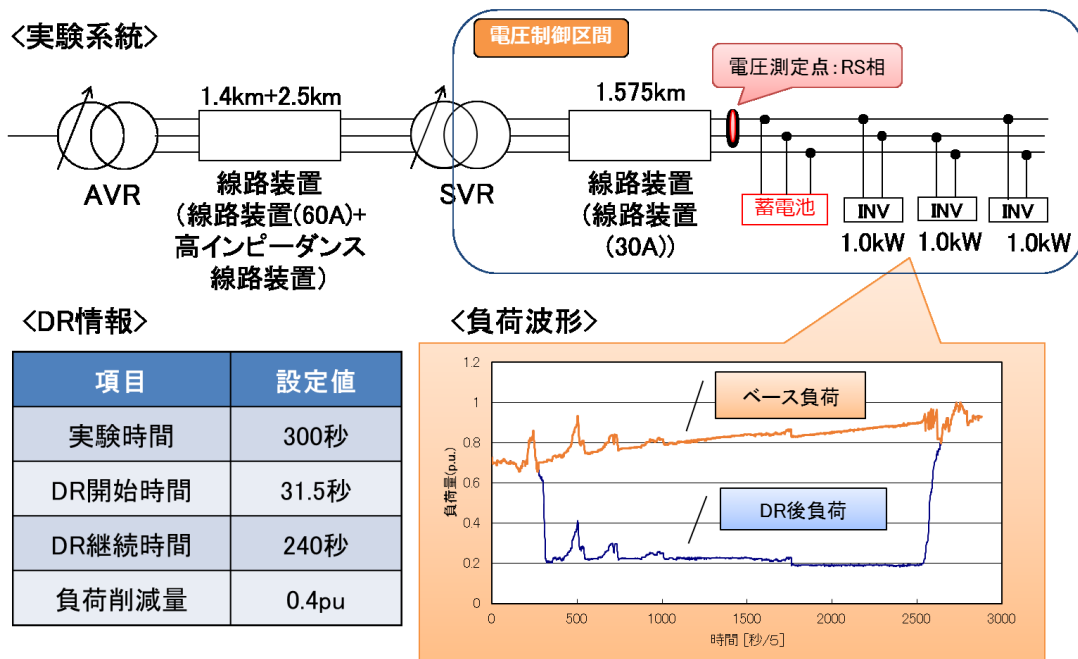 <実験系統>
電圧制御区間
電圧測定点:RS相
1.4km+2.5km
1.575km
AVR
線路装置
(線路装置(60A)+
高インピーダンス
線路装置)
SVR
線路装置
(線路装置
(30A))
蓄電池
INV
INV
INV
1.0kW
1.0kW
1.0kW
<DR情報>
項目 設定値
実験時間 300秒
DR開始時間 31.5秒
DR継続時間 240秒
負荷削減量 0.4pu
<負荷波形>
負荷量(p.u.)
1.2
1
0.8
0.6
0.4
0.2
0
ベース負荷
DR後負荷
0 500 1000 1500 2000 2500 3000
時間 [秒/5]